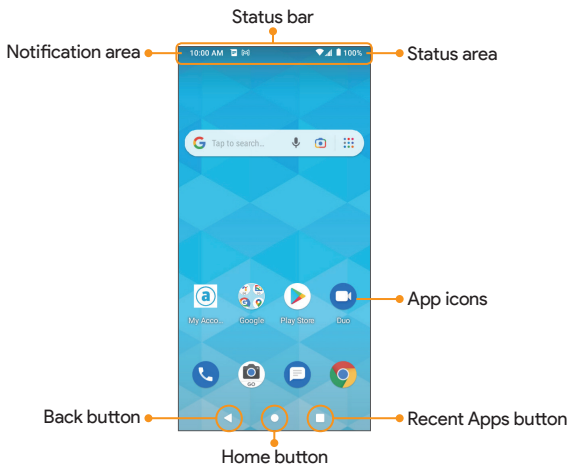 Status bar
Notification area
10:00 AM
100%
Status area
G Tap to search...
a
My Acco...
Google
Play Store
Duo
App icons
GO
Back button
Recent Apps button
Home button